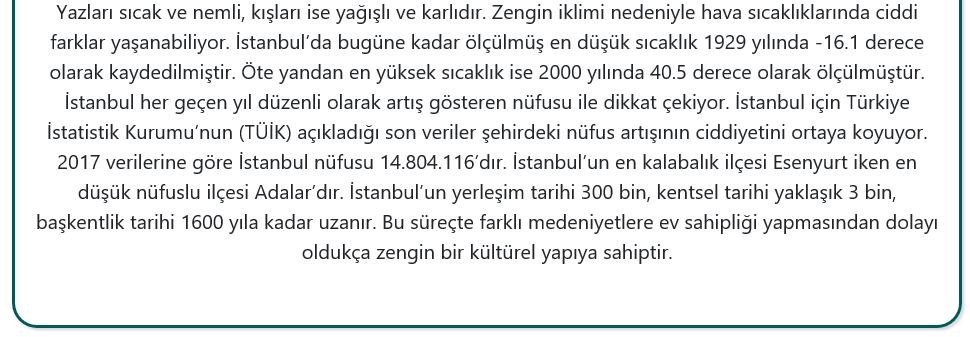 Yazları sıcak ve nemli, kışları ise yağışlı ve karlıdır. Zengin iklimi nedeniyle hava sıcaklıklarında ciddi
farklar yaşanabiliyor. İstanbul’da bugüne kadar ölçülmüş en düşük sıcaklık 1929 yılında -16.1 derece
olarak kaydedilmiştir. Öte yandan en yüksek sıcaklık ise 2000 yılında 40.5 derece olarak ölçülmüştür.
İstanbul her geçen yıl düzenli olarak artış gösteren nüfusu ile dikkat çekiyor. İstanbul için Türkiye
İstatistik Kurumu’nun (TÜİK) açıkladığı son veriler şehirdeki nüfus artışının ciddiyetini ortaya koyuyor.
2017 verilerine göre İstanbul nüfusu 14.804.116’dır. İstanbul’un en kalabalık ilçesi Esenyurt iken en
düşük nüfuslu ilçesi Adalar’dır. İstanbul’un yerleşim tarihi 300 bin, kentsel tarihi yaklaşık 3 bin,
başkentlik tarihi 1600 yıla kadar uzanır. Bu süreçte farklı medeniyetlere ev sahipliği yapmasından dolayı
oldukça zengin bir kültürel yapıya sahiptir.